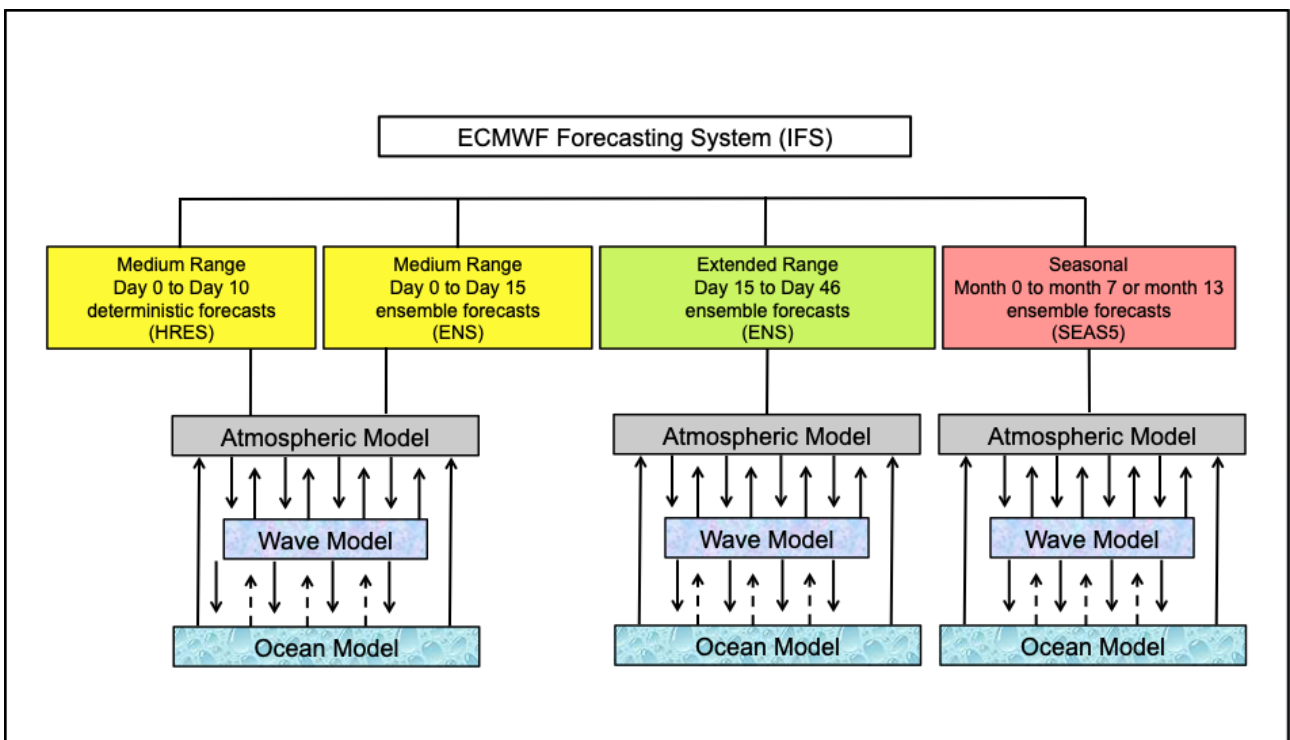 ECMWF Forecasting System (IFS)
Medium Range
Day 0 to Day 10
deterministic forecasts
(HRES)
Medium Range
Day 0 to Day 15
ensemble forecasts
(ENS)
Extended Range
Day 15 to Day 46
ensemble forecasts
(ENS)
Seasonal
Month 0 to month 7 or month 13
ensemble forecasts
(SEAS5)
Atmospheric Model
Atmospheric Model
Atmospheric Model
Wave Model
Wave Model
Wave Model
Ocean Model
Ocean Model
Ocean Model